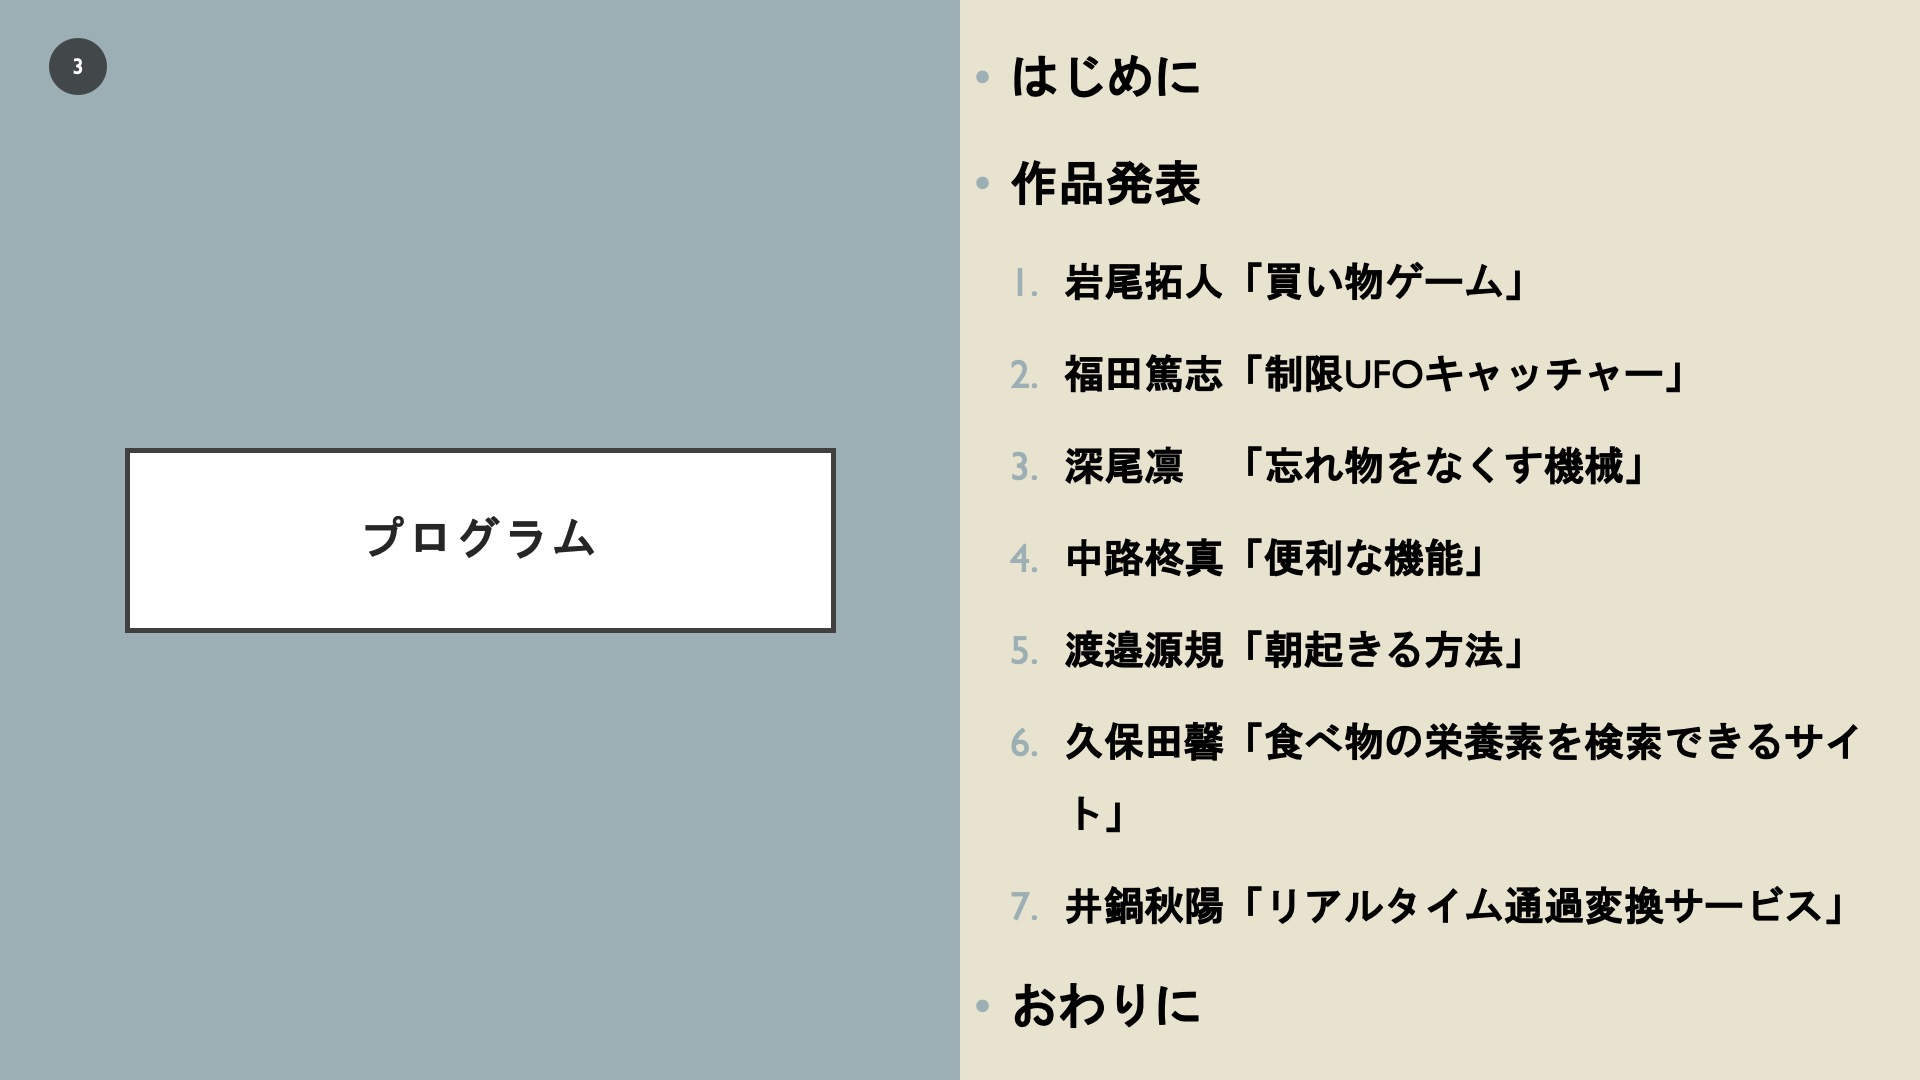 3
プログラム
• はじめに
• 作品発表
1. 岩尾拓人「買い物ゲーム」
2. 福田篤志「制限UFOキャッチャー」
3. 深尾凛　「忘れ物をなくす機械」
4. 中路柊真「便利な機能」
5. 渡邉源規「朝起きる方法」
6. 久保田馨「食べ物の栄養素を検索できるサイ
ト」
7. 井鍋秋陽「リアルタイム通過変換サービス」
• おわりに